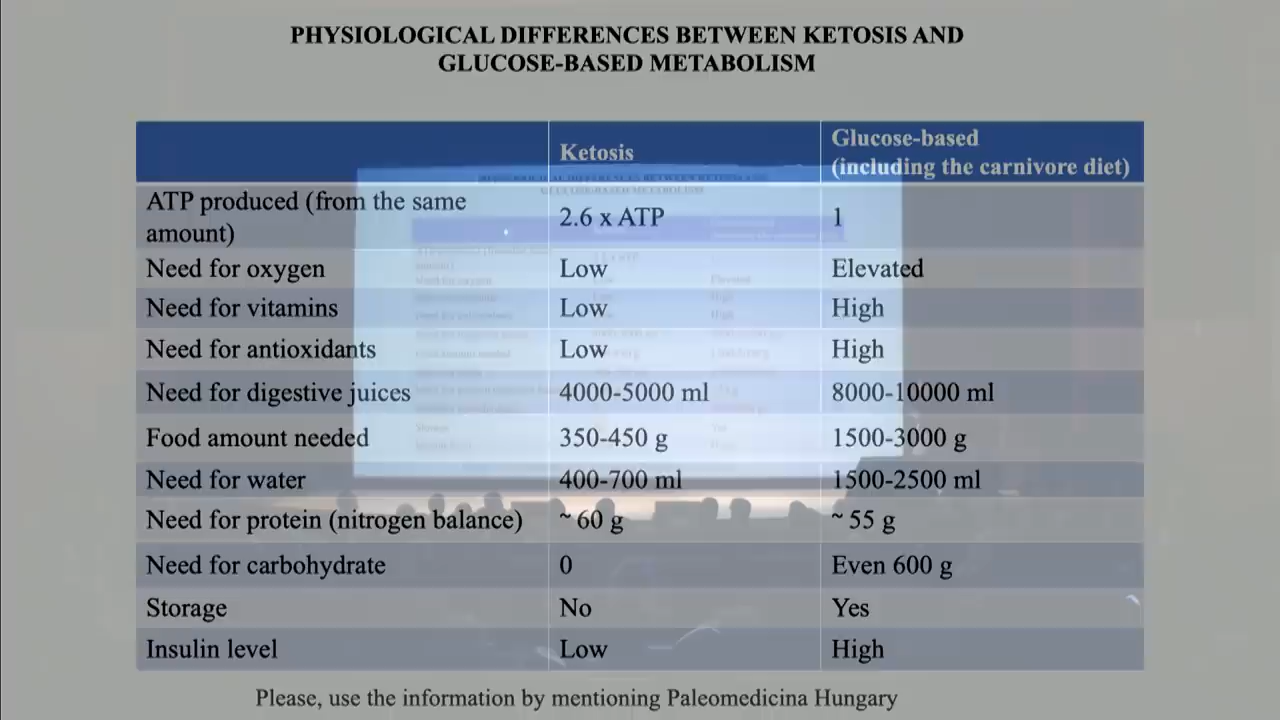 PHYSIOLOGICAL DIFFERENCES BETWEEN KETOSIS AND
GLUCOSE-BASED METABOLISM
Ketosis
Glucose-based
(including the carnivore diet)
ATP produced (from the same
amount)
2.6 x ATP
1
Need for oxygen
Low
Elevated
Need for vitamins
Low
High
Need for antioxidants
Low
High
Need for digestive juices
4000-5000 ml
8000-10000 ml
Food amount needed
350-450 g
1500-3000 g
Need for water
400-700 ml
1500-2500 ml
Need for protein (nitrogen balance)
~ 60 g
~ 55 g
Need for carbohydrate
0
Even 600 g
Storage
No
Yes
Insulin level
Low
High
Please, use the information by mentioning Paleomedicina Hungary